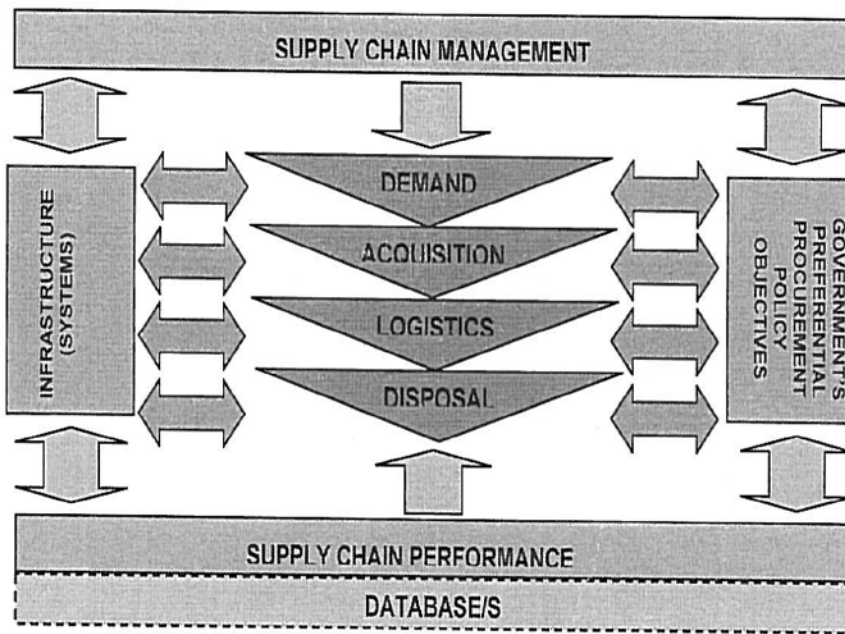 SUPPLY CHAIN MANAGEMENT
INFRASTRUCTURE
(SYSTEMS)
DEMAND
ACQUISITION
LOGISTICS
DISPOSAL
GOVERNMENT'S
PREFERENTIAL
PROCUREMENT
POLICY
OBJECTIVES
SUPPLY CHAIN PERFORMANCE
DATABASE/S